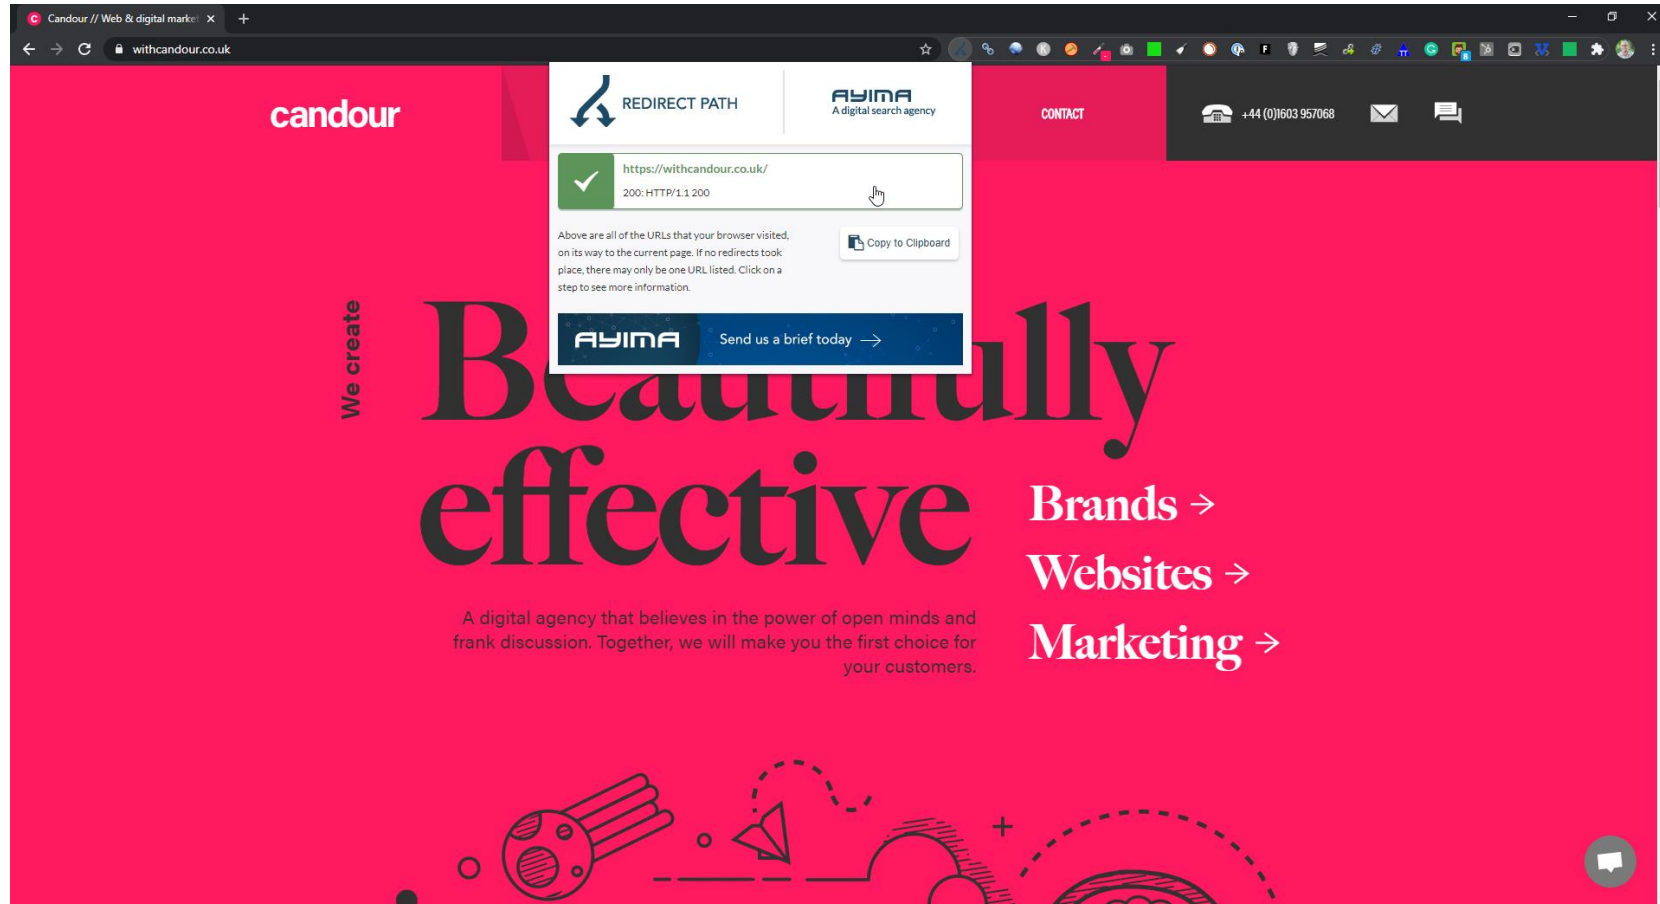 Candour // Web & digital market
withcandour.co.uk
candour
CONTACT
+44 (0)1603 957068
REDIRECT PATH
AYIMA
A digital search agency
https://withcandour.co.uk/
200: HTTP/1.1 200
Above are all of the URLs that your browser visited,
on its way to the current page. If no redirects took
place, there may only be one URL listed. Click on a
step to see more information.
Copy to Clipboard
AYIMA
Send us a brief today
We create
Beautifully
effective
Brands
Websites
Marketing
A digital agency that believes in the power of open minds and
frank discussion. Together, we will make you the first choice for
your customers.